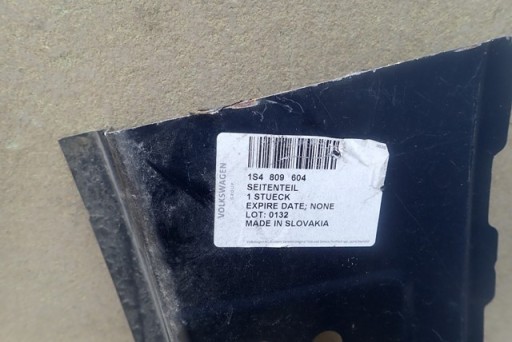 1S4 809 604
SEITENTEIL
1 STUECK
EXPIRE DATE; NONE
LOT: 0132
MADE IN SLOVAKIA
VOLKSWAGEN